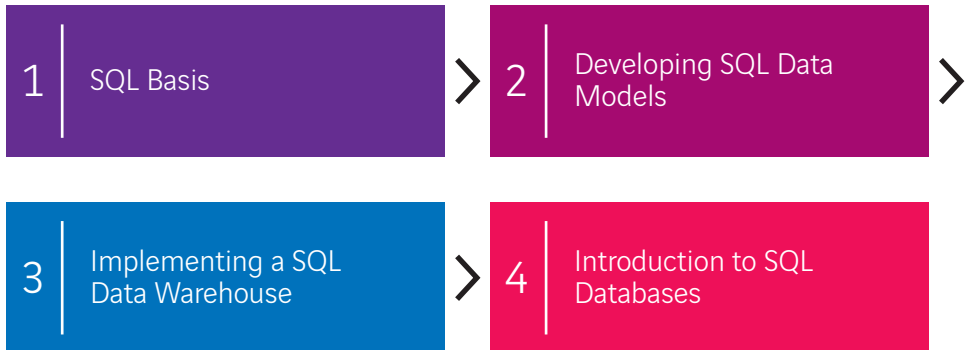 1
SQL Basis
2
Developing SQL Data
Models
3
Implementing a SQL
Data Warehouse
4
Introduction to SQL
Databases